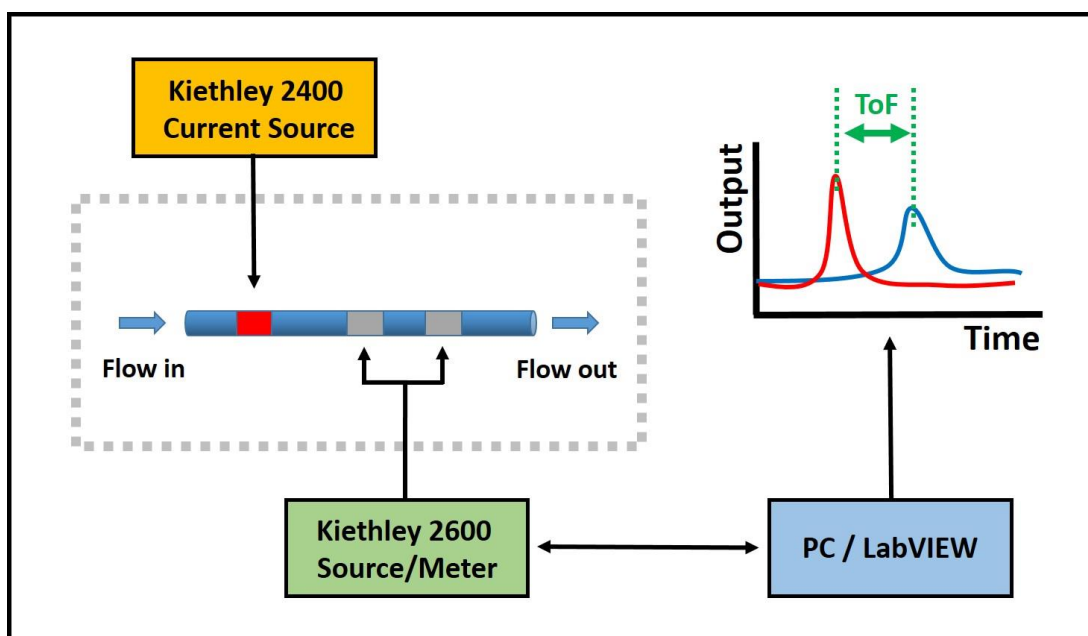 Kiethley 2400
Current Source
ToF
Output
Time
Flow in
Flow out
Kiethley 2600
Source/Meter
PC / LabVIEW